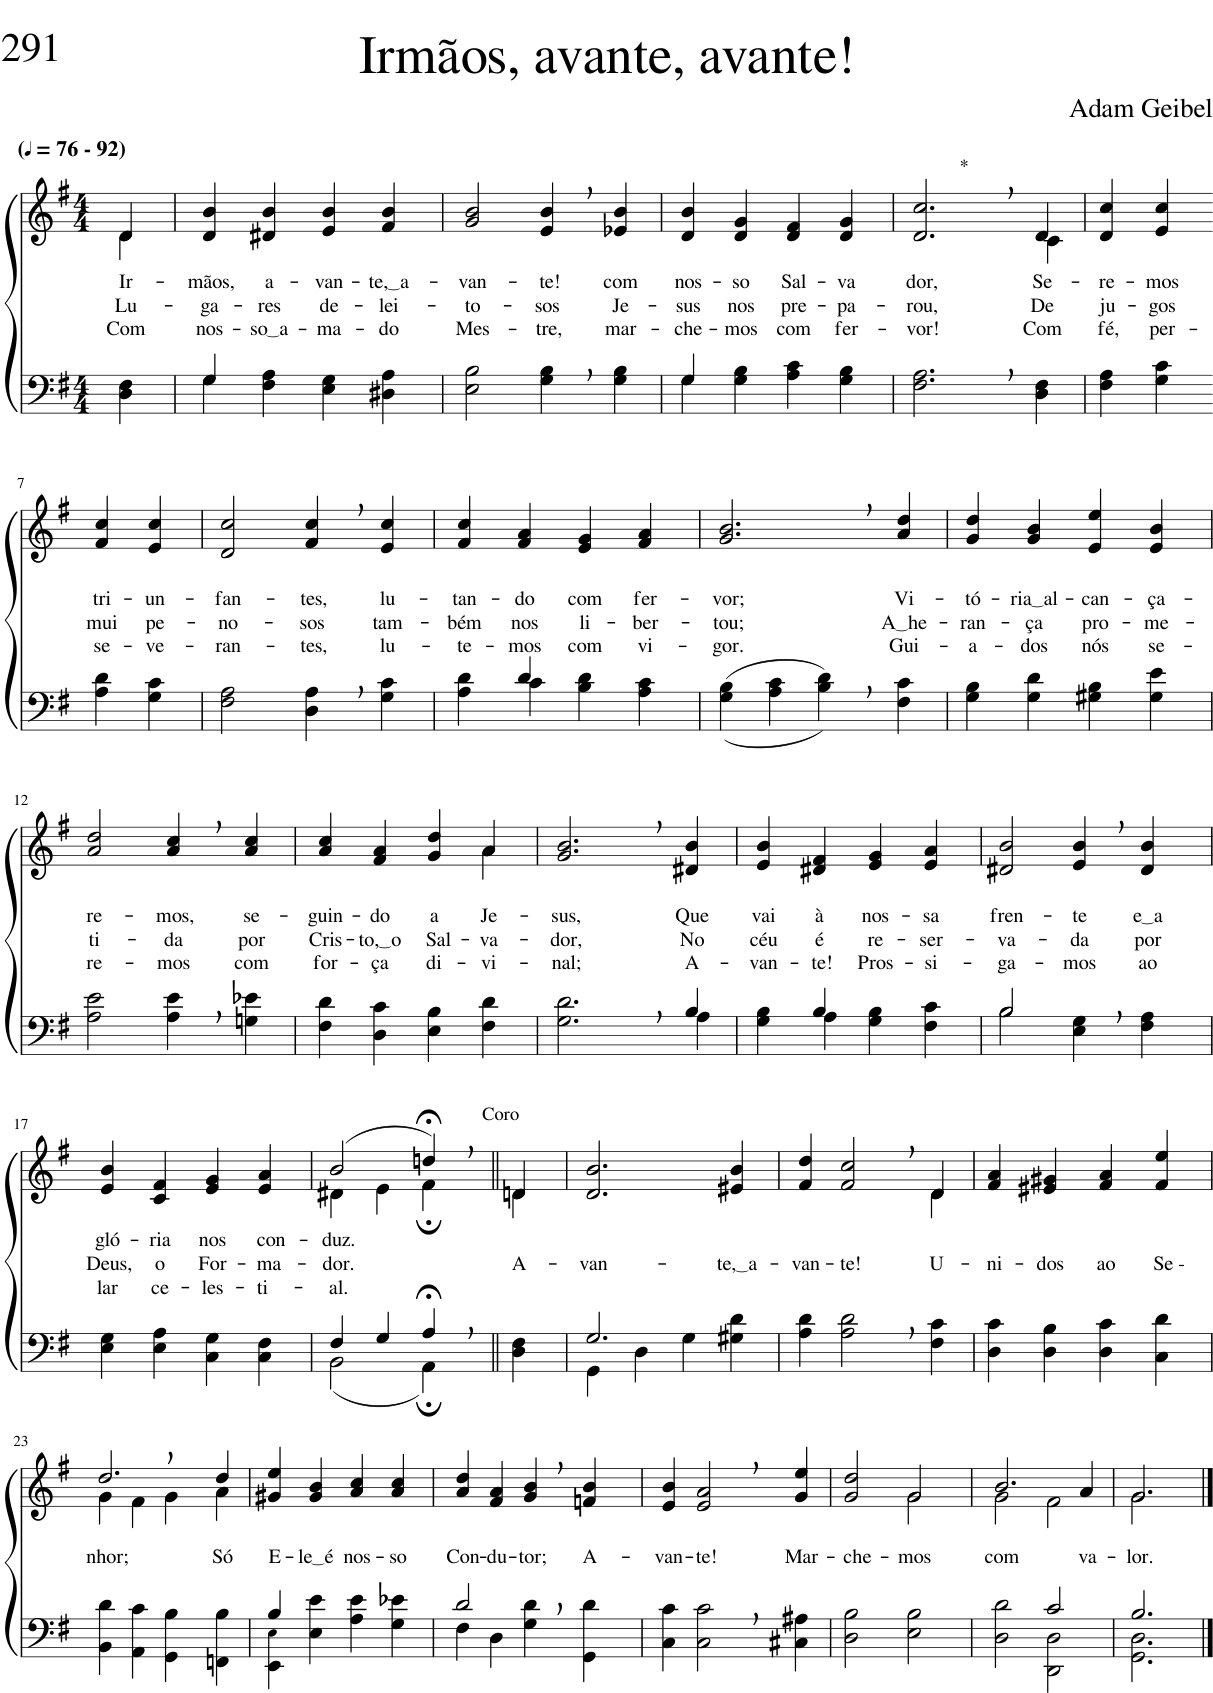 291
Irmãos, avante, avante!
Adam Geibel
(♩ = 76 - 92)
*
Ir - mãos, a - van - te,‿a - van - te! com nos - so Sal - va dor, Se - re - mos
Lu - ga - res de - lei - to - sos Je - sus nos pre - pa - rou, De ju - gos
Com nos - so‿a - ma - do Mes - tre, mar - che - mos com fer - vor! Com fé, per -
7
tri - un - fan - tes, lu - tan - do com fer - vor; Vi - tó - ria‿al - can - ça -
mui pe - no - sos tam - bém nos li - ber - tou; A‿he - ran - ça pro - me -
se - ve - ran - tes, lu - te - mos com vi - gor. Gui - a - dos nós se -
12
re - mos, se - guin - do a Je - sus, Que vai à nos - sa fren - te e‿a
ti - da por Cris - to,‿o Sal - va - dor, No céu é re - ser - va - da por
re - mos com for - ça di - vi - nal; A - van - te! Pros - si - ga - mos ao
17
Coro
gló - ria nos con - duz.
Deus, o For - ma - dor. A - van - te,‿a - van - te! U - ni - dos ao Se -
lar ce - les - ti - al.
23
nhor; Só E - le‿é nos - so Con - du - tor; A - van - te! Mar - che - mos com va - lor.